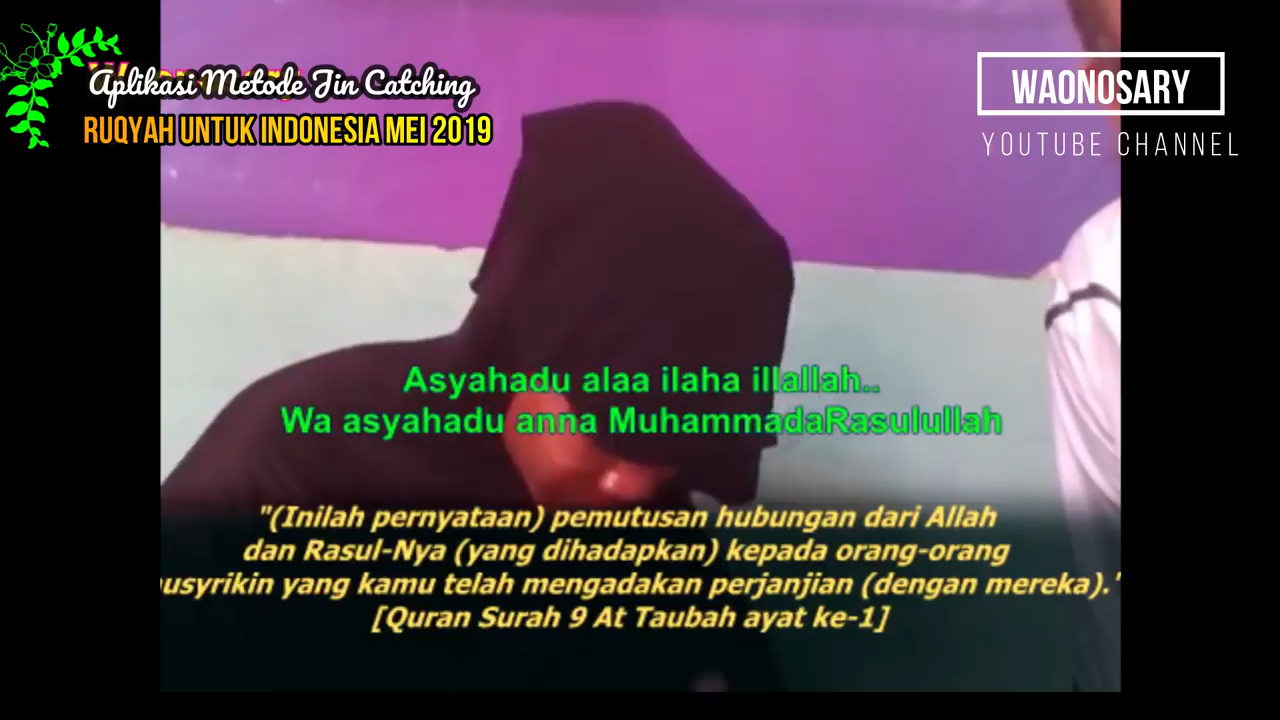 Aplikasi Metode Jin Catching
RUQYAH UNTUK INDONESIA MEI 2019
WAONOSARY
YOUTUBE CHANNEL
Asyahadu alaa ilaha illallah..
Wa asyahadu anna MuhammadaRasulullah
"(Inilah pernyataan) pemutusan hubungan dari Allah
dan Rasul-Nya (yang dihadapkan) kepada orang-orang
usyrikin yang kamu telah mengadakan perjanjian (dengan mereka)."
[Quran Surah 9 At Taubah ayat ke-1]